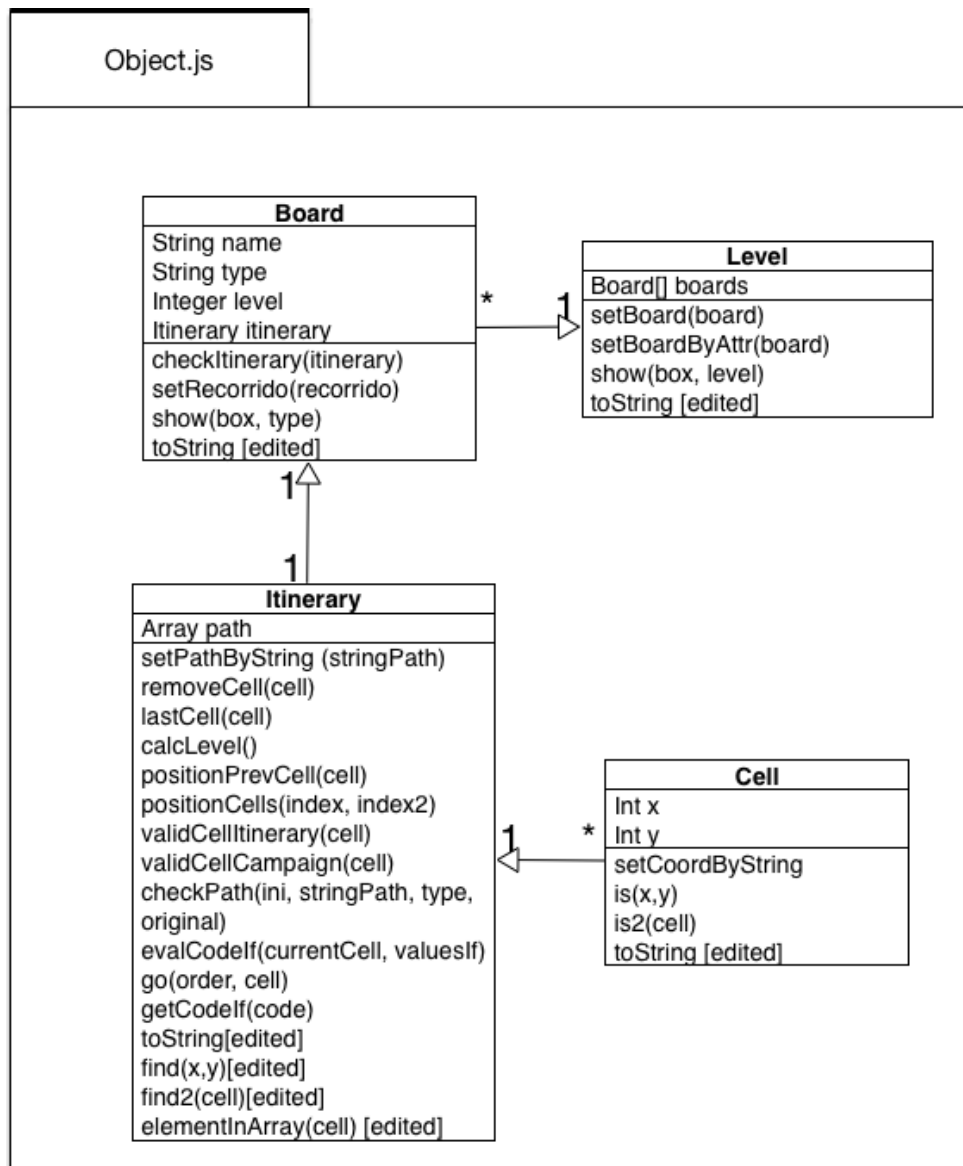 Object.js
Board
String name
String type
Integer level
Itinerary itinerary
checkItinerary(itinerary)
setRecorrido(recorrido)
show(box, type)
toString [edited]
*
1
Level
Board[] boards
setBoard(board)
setBoardByAttr(board)
show(box, level)
toString [edited]
1
1
Itinerary
Array path
setPathByString (stringPath)
removeCell(cell)
lastCell(cell)
calcLevel()
positionPrevCell(cell)
positionCells(index, index2)
validCellItinerary(cell)
validCellCampaign(cell)
checkPath(ini, stringPath, type,
original)
evalCodeIf(currentCell, valuesIf)
go(order, cell)
getCodeIf(code)
toString[edited]
find(x,y)[edited]
find2(cell)[edited]
elementInArray(cell) [edited]
1
*
Cell
Int x
Int y
setCoordByString
is(x,y)
is2(cell)
toString [edited]